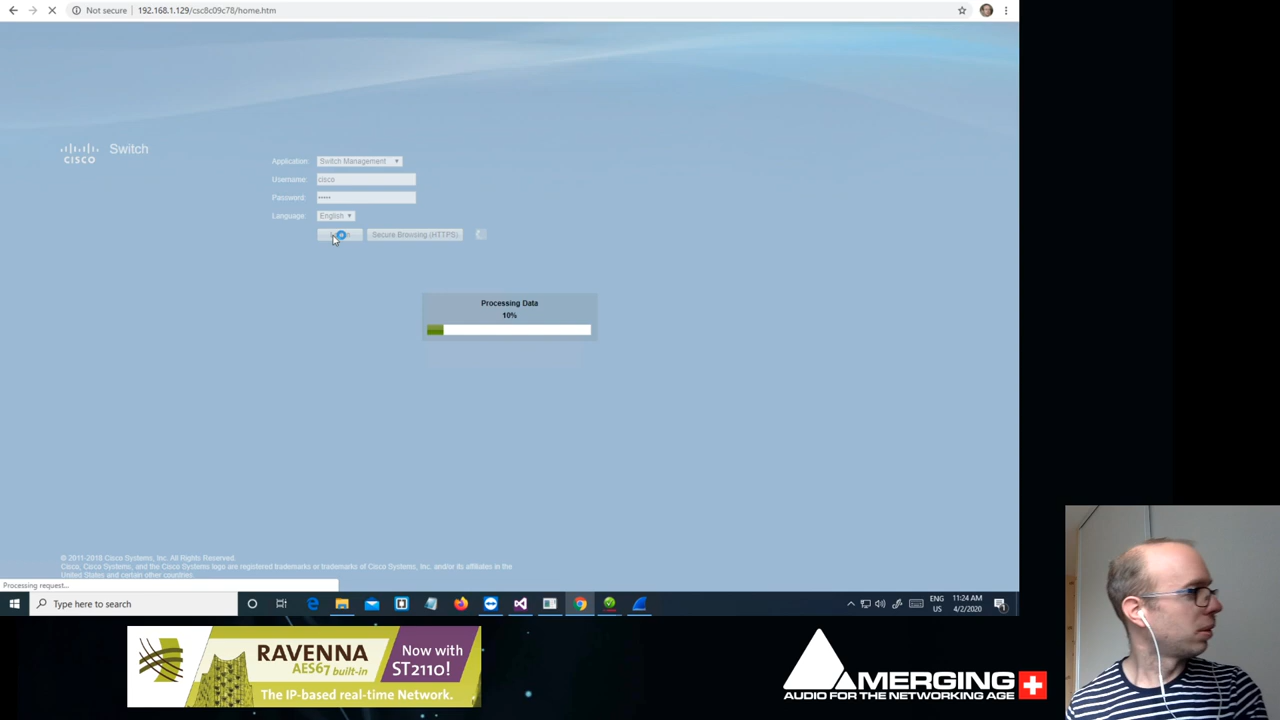 Not secure
192.168.1.129/csc8c09c78/home.htm
CISCO
Switch
Application:
Switch Management
Username:
cisco
Password:
•••••
Language:
English
Secure Browsing (HTTPS)
Processing Data
10%
© 2011-2018 Cisco Systems, Inc. All Rights Reserved.
Cisco, Cisco Systems, and the Cisco Systems logo are registered trademarks or trademarks of Cisco Systems, Inc. and/or its affiliates in the
United States and certain other countries.
Processing request...
Type here to search
ENG
US
11:24 AM
4/2/2020
RAVENNA
AES67 built-in
Now with
ST2110!
The IP-based real-time Network.
MERGING
AUDIO FOR THE NETWORKING AGE